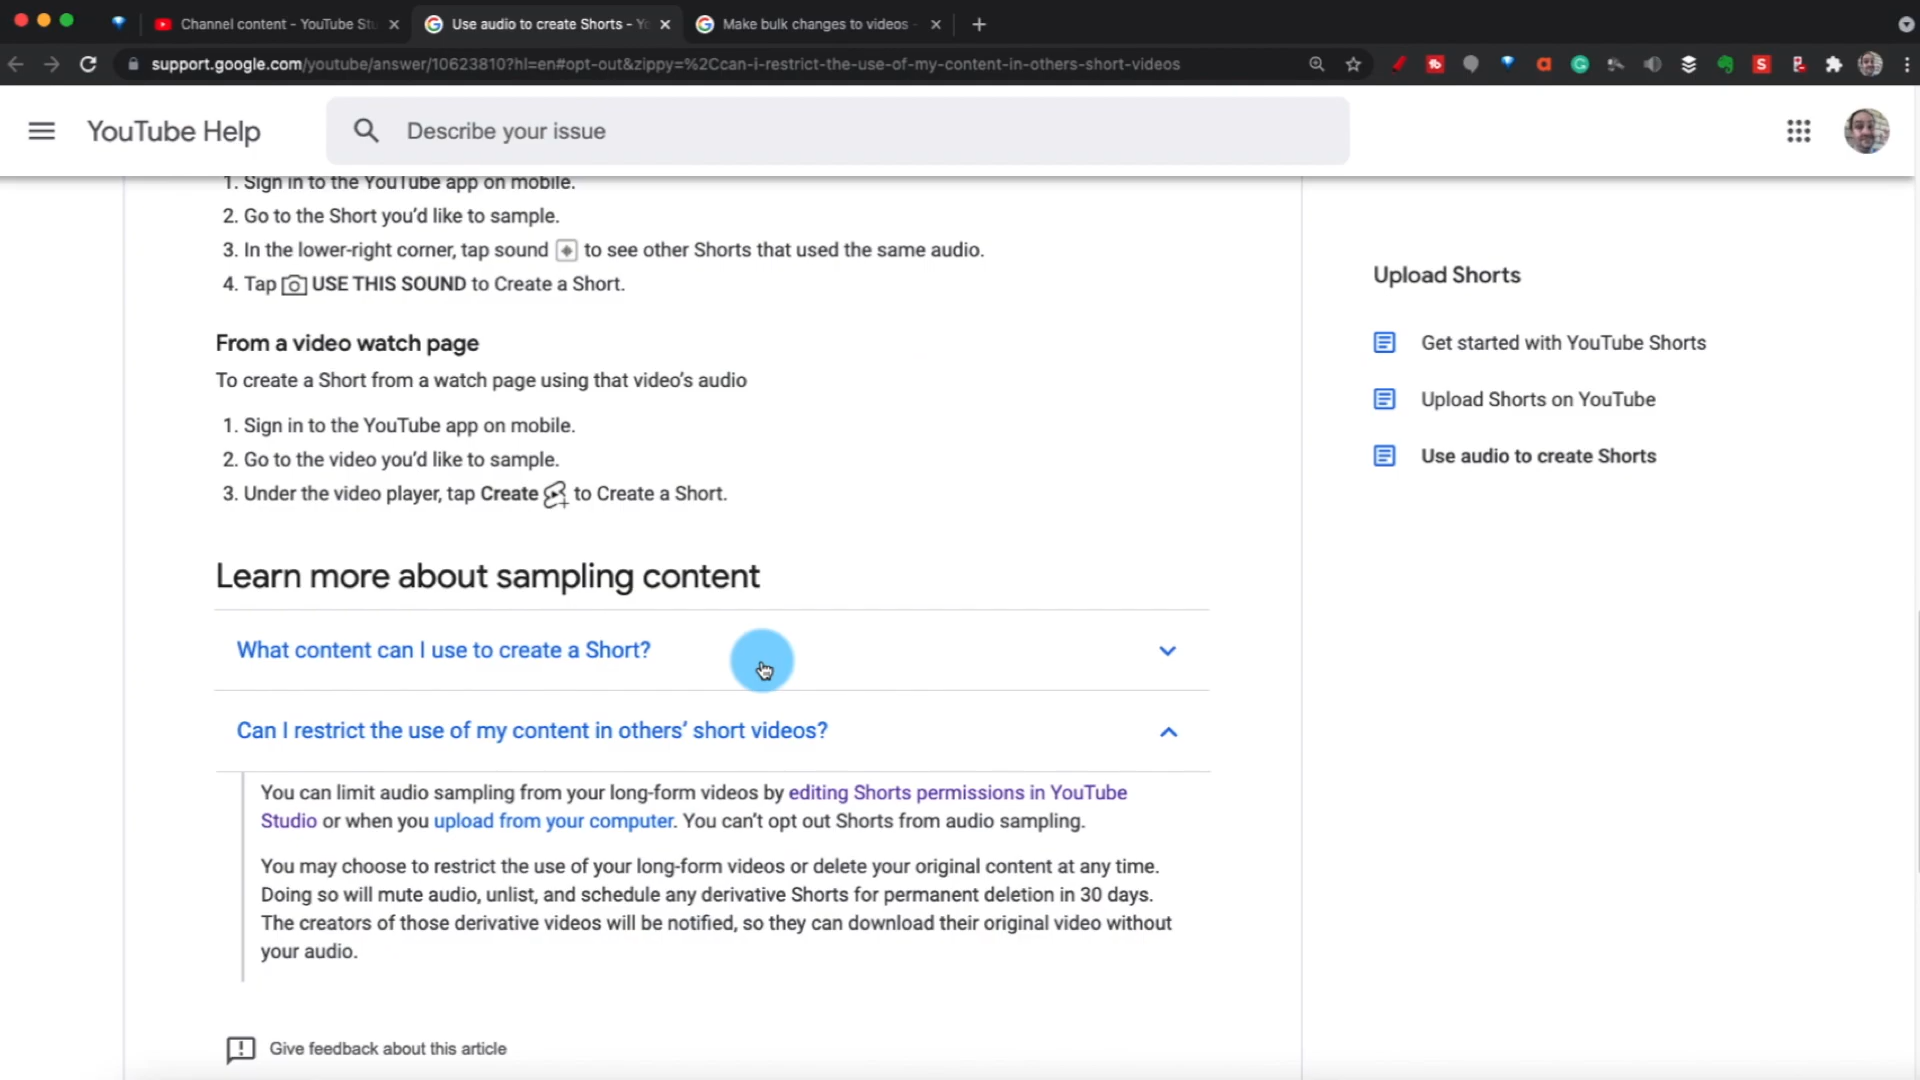 Channel content - YouTube Stu
Use audio to create Shorts - Yo
Make bulk changes to videos -
support.google.com/youtube/answer/10623810?hl=en#opt-out&zippy=%2Ccan-i-restrict-the-use-of-my-content-in-others-short-videos
YouTube Help
Describe your issue
1. Sign in to the YouTube app on mobile.
2. Go to the Short you'd like to sample.
3. In the lower-right corner, tap sound to see other Shorts that used the same audio.
4. Tap USE THIS SOUND to Create a Short.
From a video watch page
To create a Short from a watch page using that video's audio
1. Sign in to the YouTube app on mobile.
2. Go to the video you'd like to sample.
3. Under the video player, tap Create to Create a Short.
Learn more about sampling content
What content can I use to create a Short?
Can I restrict the use of my content in others' short videos?
You can limit audio sampling from your long-form videos by editing Shorts permissions in YouTube
Studio or when you upload from your computer. You can't opt out Shorts from audio sampling.
You may choose to restrict the use of your long-form videos or delete your original content at any time.
Doing so will mute audio, unlist, and schedule any derivative Shorts for permanent deletion in 30 days.
The creators of those derivative videos will be notified, so they can download their original video without
your audio.
Give feedback about this article
Upload Shorts
Get started with YouTube Shorts
Upload Shorts on YouTube
Use audio to create Shorts